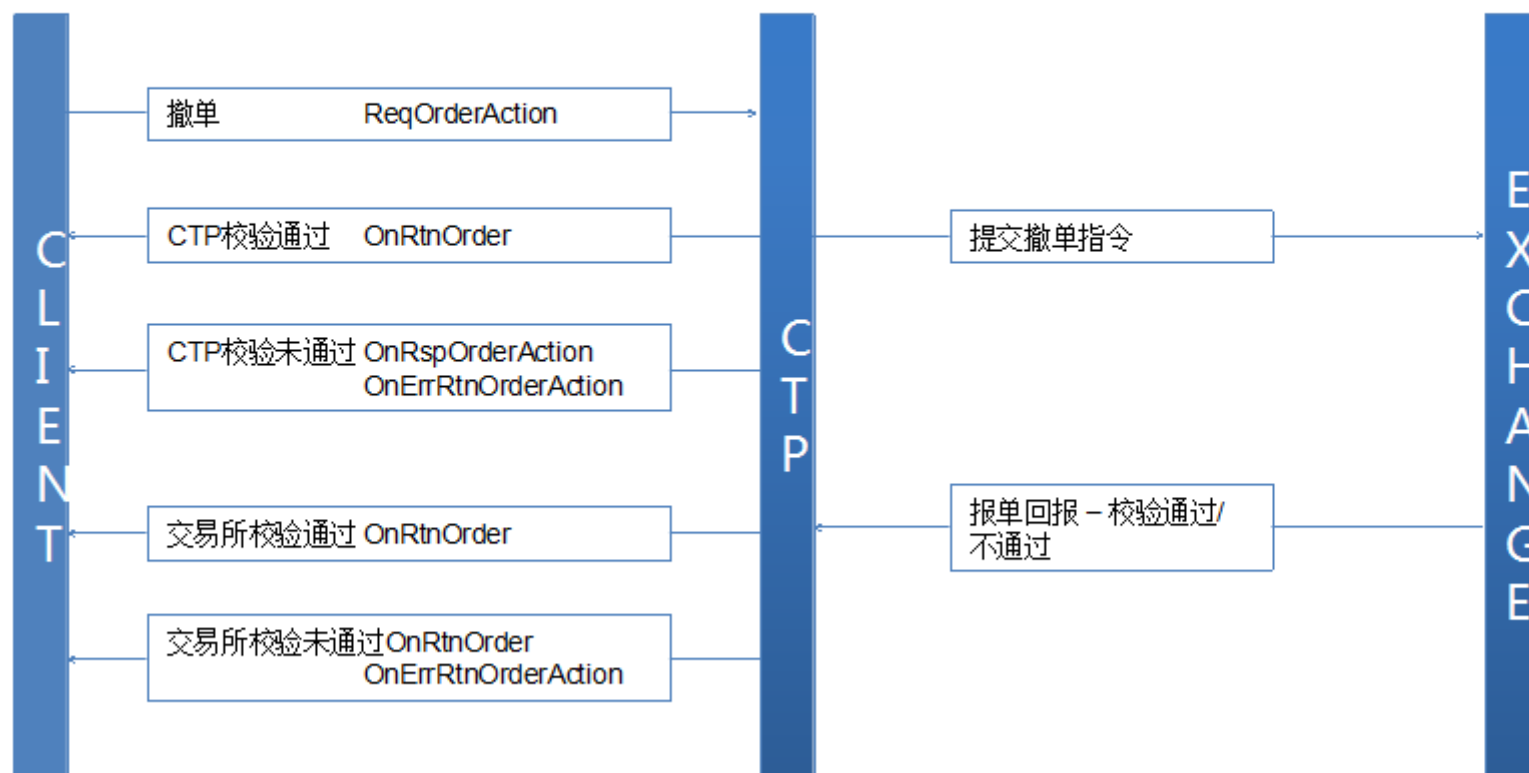 CLIENT
撤单 ReqOrderAction
CTP校验通过 OnRtnOrder
CTP校验未通过 OnRspOrderAction
OnErrRtnOrderAction
交易所校验通过 OnRtnOrder
交易所校验未通过OnRtnOrder
OnErrRtnOrderAction
CTP
提交撤单指令
报单回报 – 校验通过/
不通过
EXCHANGE